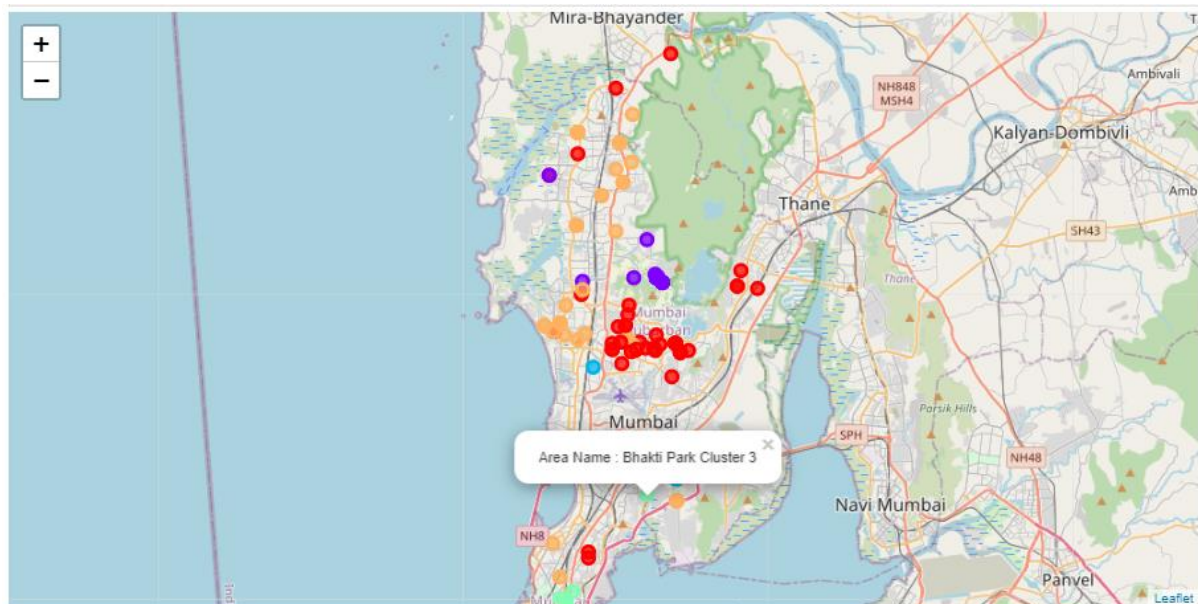 Mira-Bhayander
+
−
NH848
MSH4
Ambivali
Kalyan-Dombivli
Thane
SH43
Thane
Mumbai
Suburban
Parsik Hills
Mumbai
SPH
NH48
×
Area Name : Bhakti Park Cluster 3
NH8
Navi Mumbai
Panvel
Ind
Leaflet